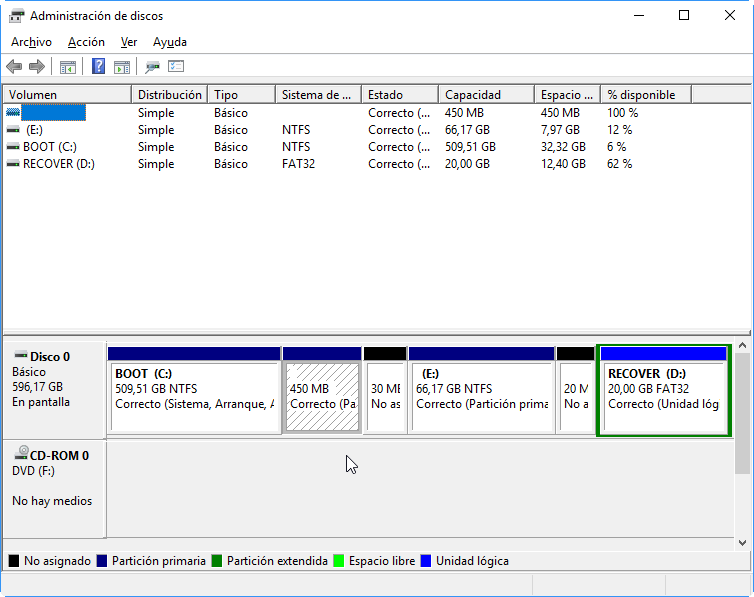 Administración de discos
Archivo Acción Ver Ayuda
Volumen Distribución Tipo Sistema de ... Estado Capacidad Espacio ... % disponible
Simple Básico Correcto (... 450 MB 450 MB 100 %
(E:) Simple Básico NTFS Correcto (... 66,17 GB 7,97 GB 12 %
BOOT (C:) Simple Básico NTFS Correcto (... 509,51 GB 32,32 GB 6 %
RECOVER (D:) Simple Básico FAT32 Correcto (... 20,00 GB 12,40 GB 62 %
Disco 0
Básico
596,17 GB
En pantalla
BOOT (C:)
509,51 GB NTFS
Correcto (Sistema, Arranque, A
450 MB
Correcto (Pa
30 ME
No as
(E:)
66,17 GB NTFS
Correcto (Partición prima
20 M
No a
RECOVER (D:)
20,00 GB FAT32
Correcto (Unidad lóg
CD-ROM 0
DVD (F:)
No hay medios
No asignado Partición primaria Partición extendida Espacio libre Unidad lógica